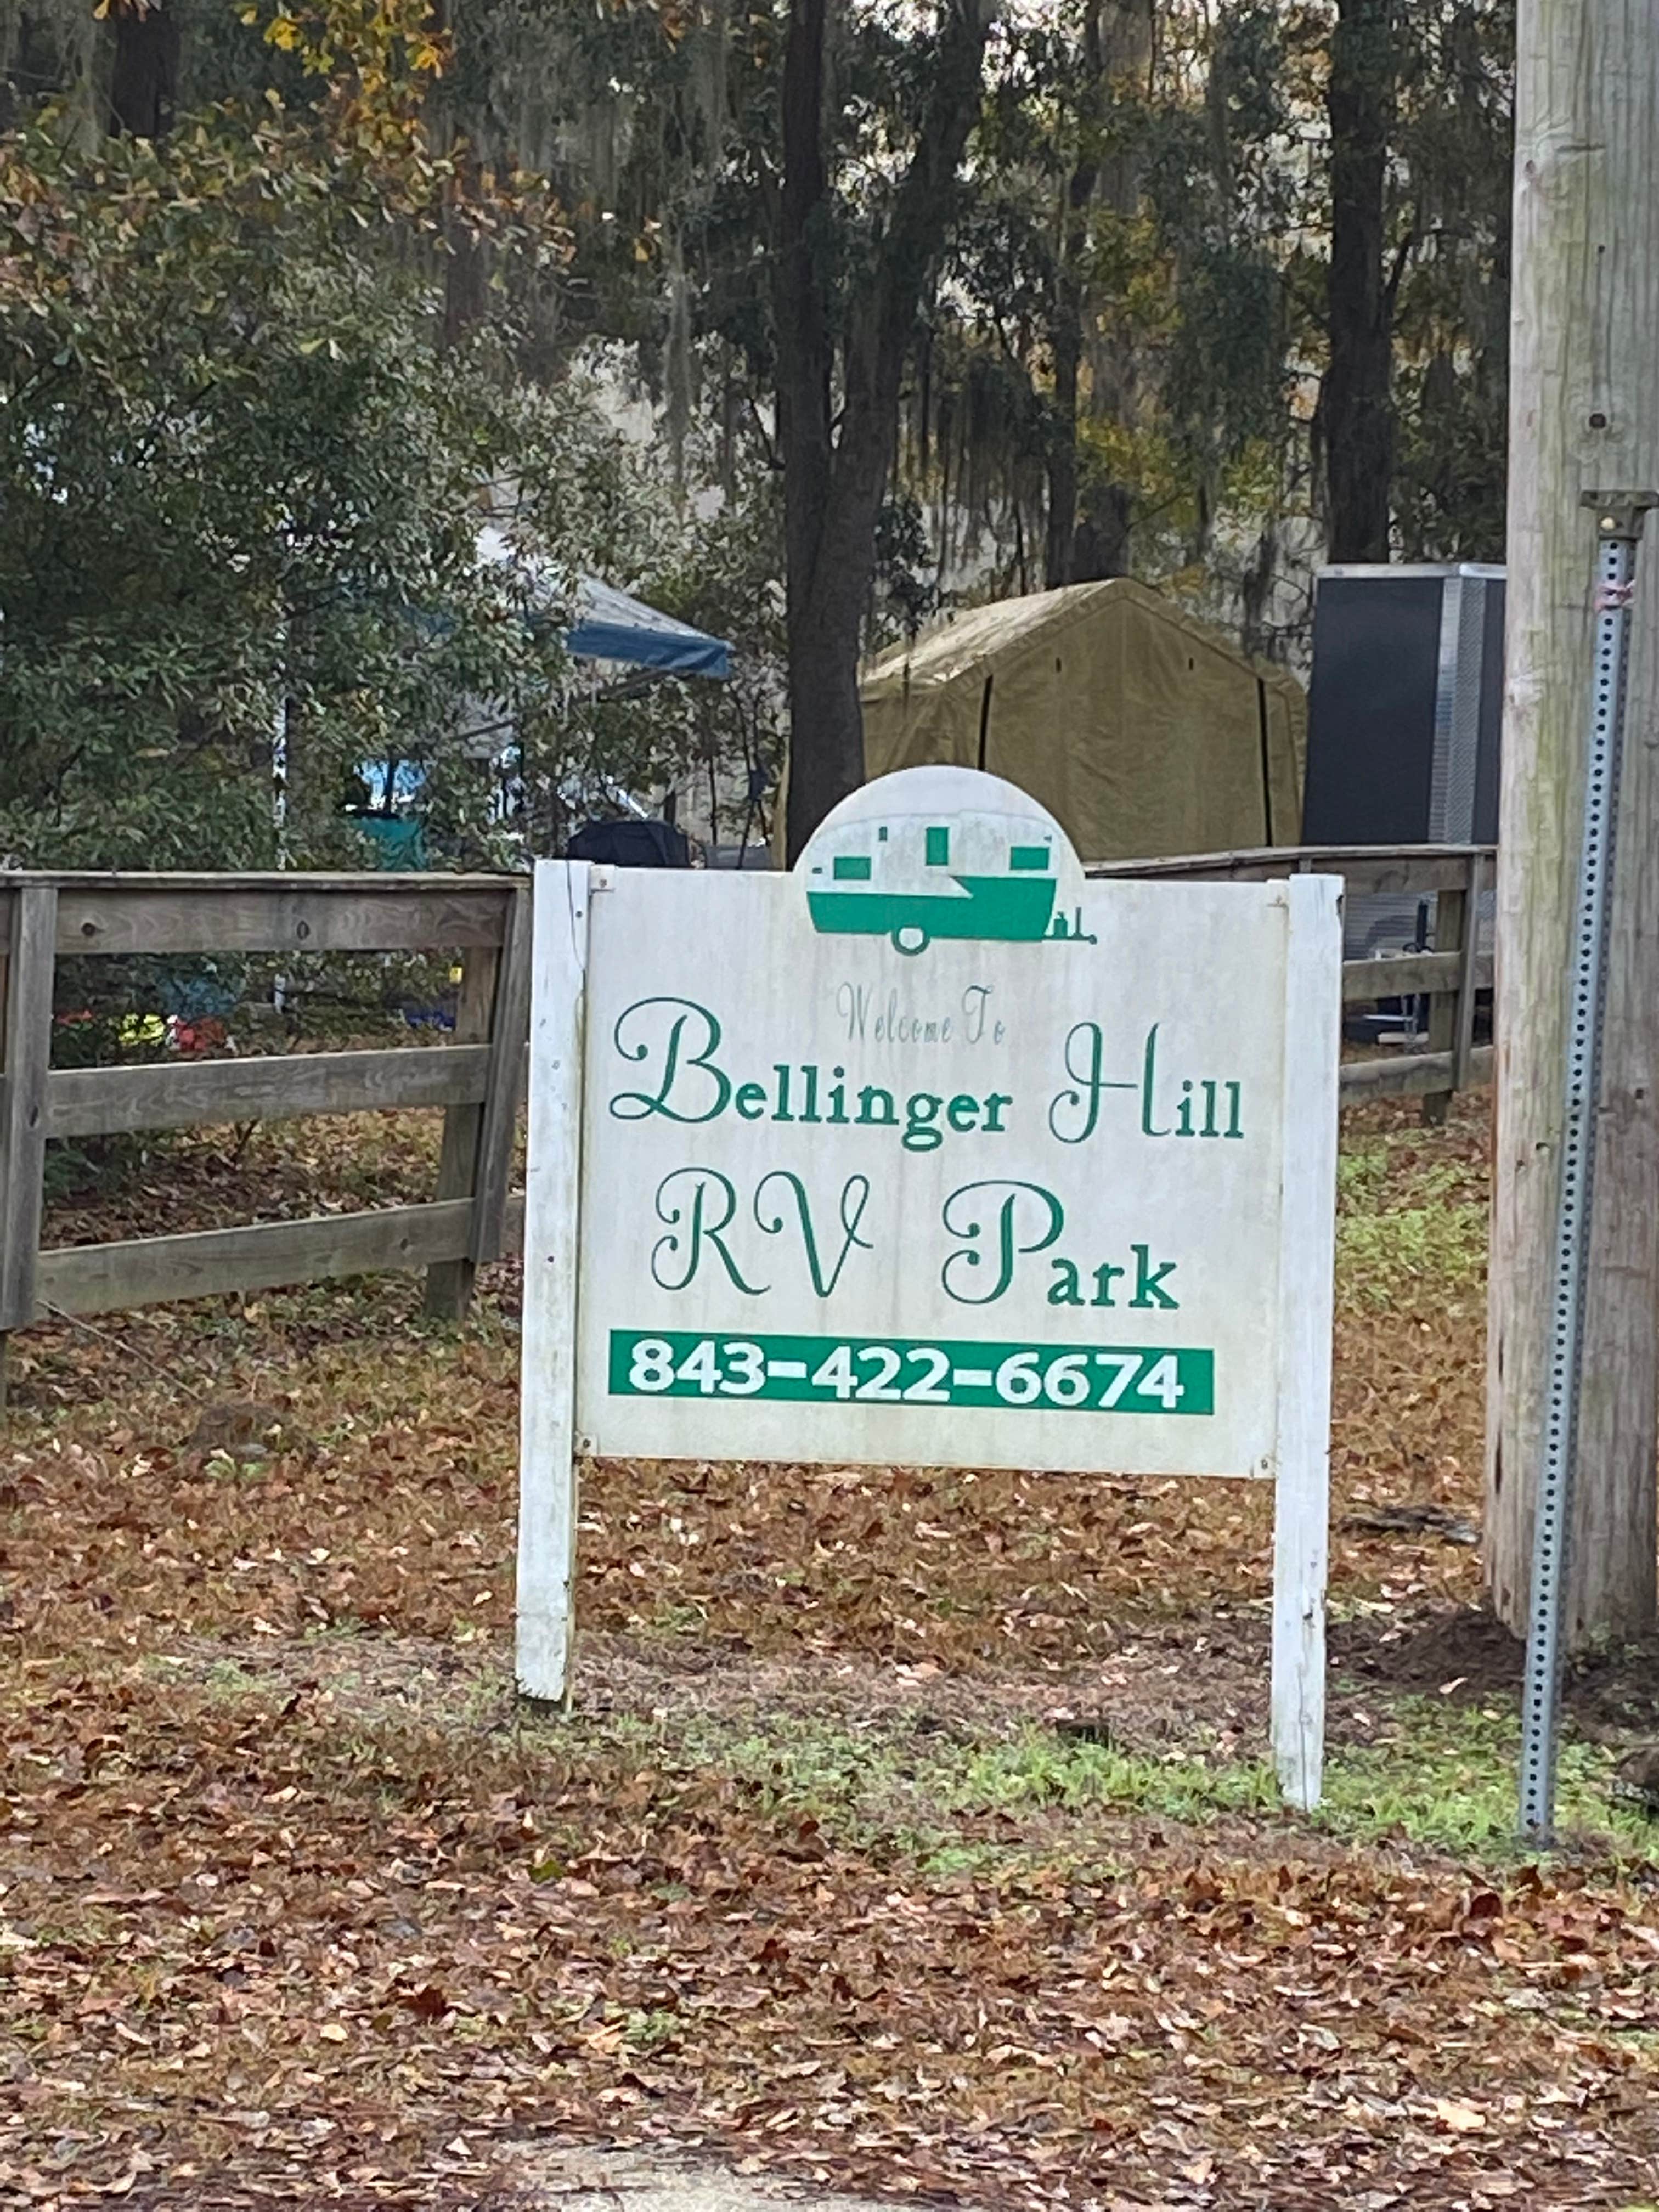 Welcome To
Bellinger Hill
RV Park
843-422-6674